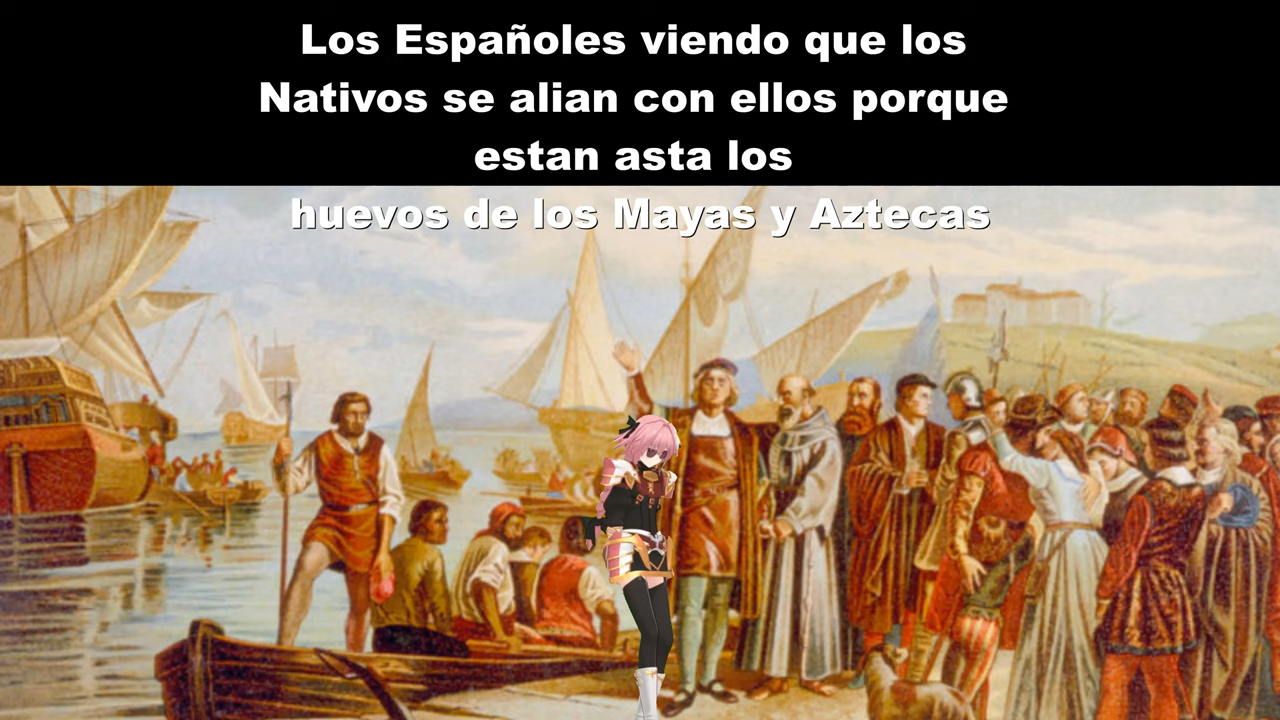 Los Españoles viendo que los
Nativos se alian con ellos porque
estan asta los
huevos de los Mayas y Aztecas